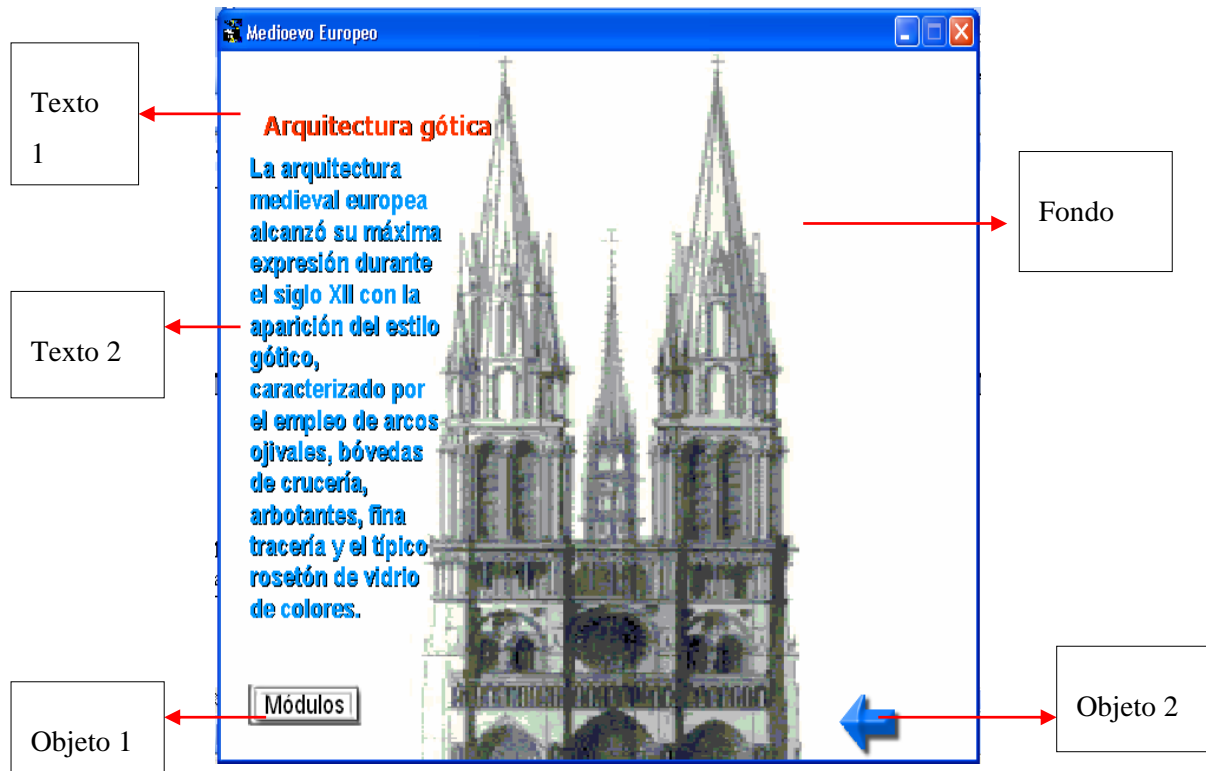 Medioevo Europeo
Texto
1
Arquitectura gótica
La arquitectura
medieval europea
alcanzó su máxima
expresión durante
el siglo XII con la
aparición del estilo
gótico,
caracterizado por
el empleo de arcos
ojivales, bóvedas
de crucería,
arbotantes, fina
tracería y el típico
rosetón de vidrio
de colores.
Fondo
Texto 2
Módulos
Objeto 1
Objeto 2